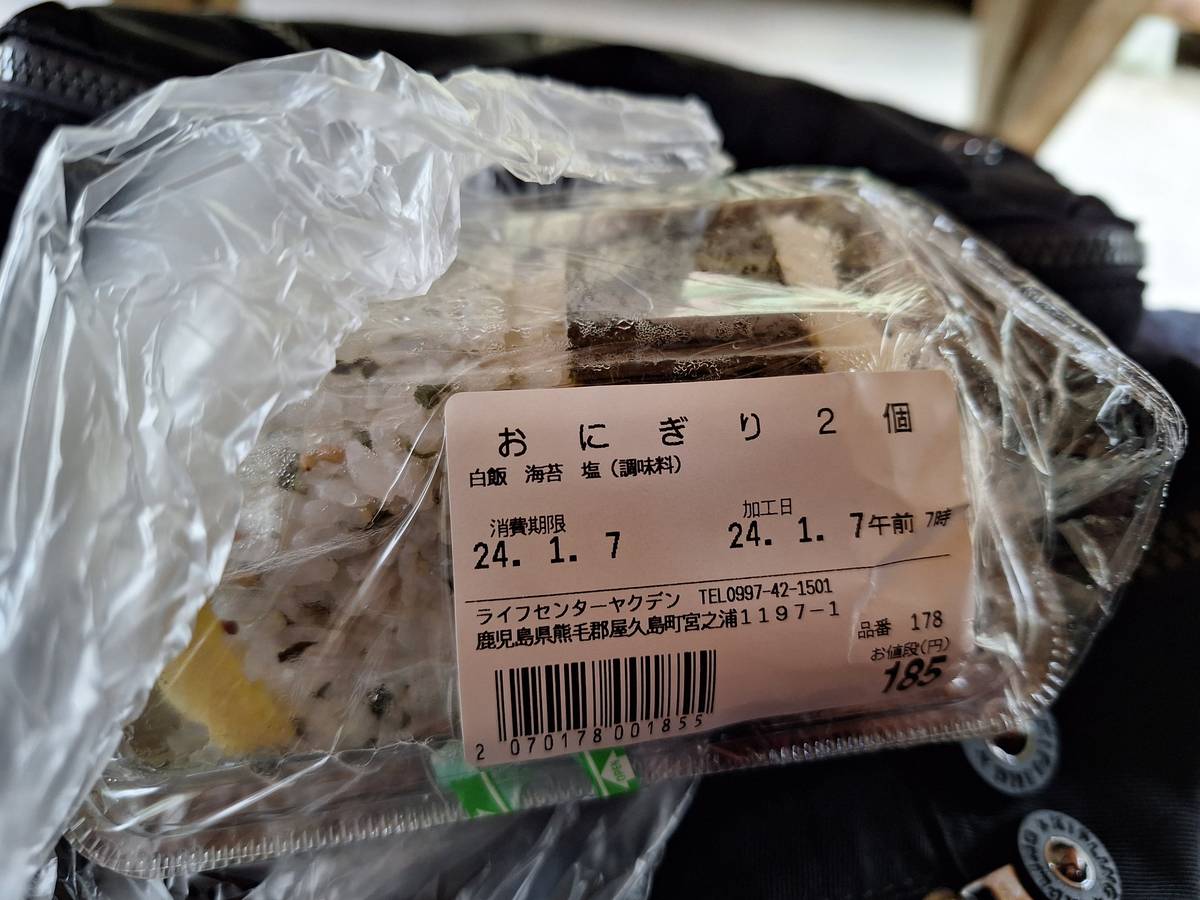 おにぎり2個
白飯 海苔 塩(調味料)
消費期限 加工日
24. 1. 7 24. 1. 7午前 7時
ライフセンターヤクデン TEL0997-42-1501
鹿児島県熊毛郡屋久島町宮之浦1197-1
品番 178
お値段(円)
185
2 070178001855